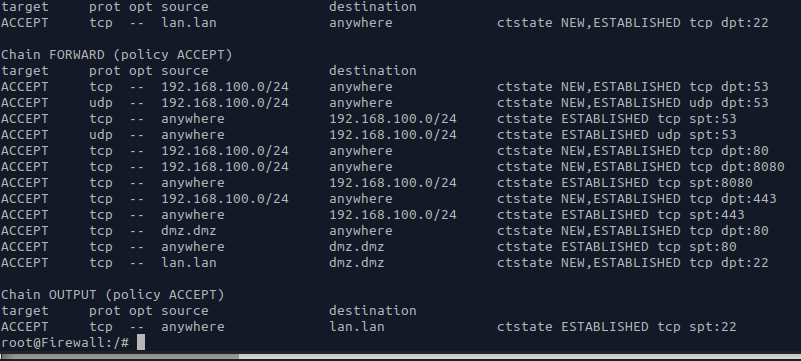 target prot opt source destination
ACCEPT tcp -- lan.lan anywhere ctstate NEW,ESTABLISHED tcp dpt:22
Chain FORWARD (policy ACCEPT)
target prot opt source destination
ACCEPT tcp -- 192.168.100.0/24 anywhere ctstate NEW,ESTABLISHED tcp dpt:53
ACCEPT udp -- 192.168.100.0/24 anywhere ctstate NEW,ESTABLISHED udp dpt:53
ACCEPT tcp -- anywhere 192.168.100.0/24 ctstate ESTABLISHED tcp spt:53
ACCEPT udp -- anywhere 192.168.100.0/24 ctstate ESTABLISHED udp spt:53
ACCEPT tcp -- 192.168.100.0/24 anywhere ctstate NEW,ESTABLISHED tcp dpt:80
ACCEPT tcp -- 192.168.100.0/24 anywhere ctstate NEW,ESTABLISHED tcp dpt:8080
ACCEPT tcp -- anywhere 192.168.100.0/24 ctstate ESTABLISHED tcp spt:8080
ACCEPT tcp -- 192.168.100.0/24 anywhere ctstate NEW,ESTABLISHED tcp dpt:443
ACCEPT tcp -- anywhere 192.168.100.0/24 ctstate ESTABLISHED tcp spt:443
ACCEPT tcp -- dmz.dmz anywhere ctstate NEW,ESTABLISHED tcp dpt:80
ACCEPT tcp -- anywhere dmz.dmz ctstate ESTABLISHED tcp spt:80
ACCEPT tcp -- lan.lan dmz.dmz ctstate NEW,ESTABLISHED tcp dpt:22
Chain OUTPUT (policy ACCEPT)
target prot opt source destination
ACCEPT tcp -- anywhere lan.lan ctstate ESTABLISHED tcp spt:22
root@Firewall:/#